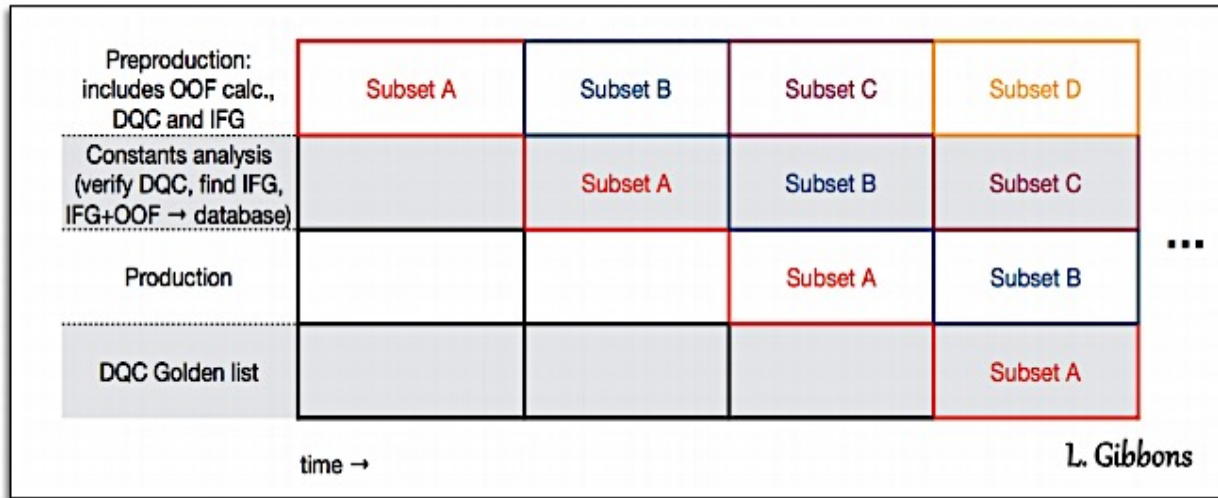 Preproduction:
includes OOF calc.,
DQC and IFG
Subset A
Subset B
Subset C
Subset D
Constants analysis
(verify DQC, find IFG,
IFG+OOF → database)
Subset A
Subset B
Subset C
Production
Subset A
Subset B
...
DQC Golden list
Subset A
time →
L. Gibbons